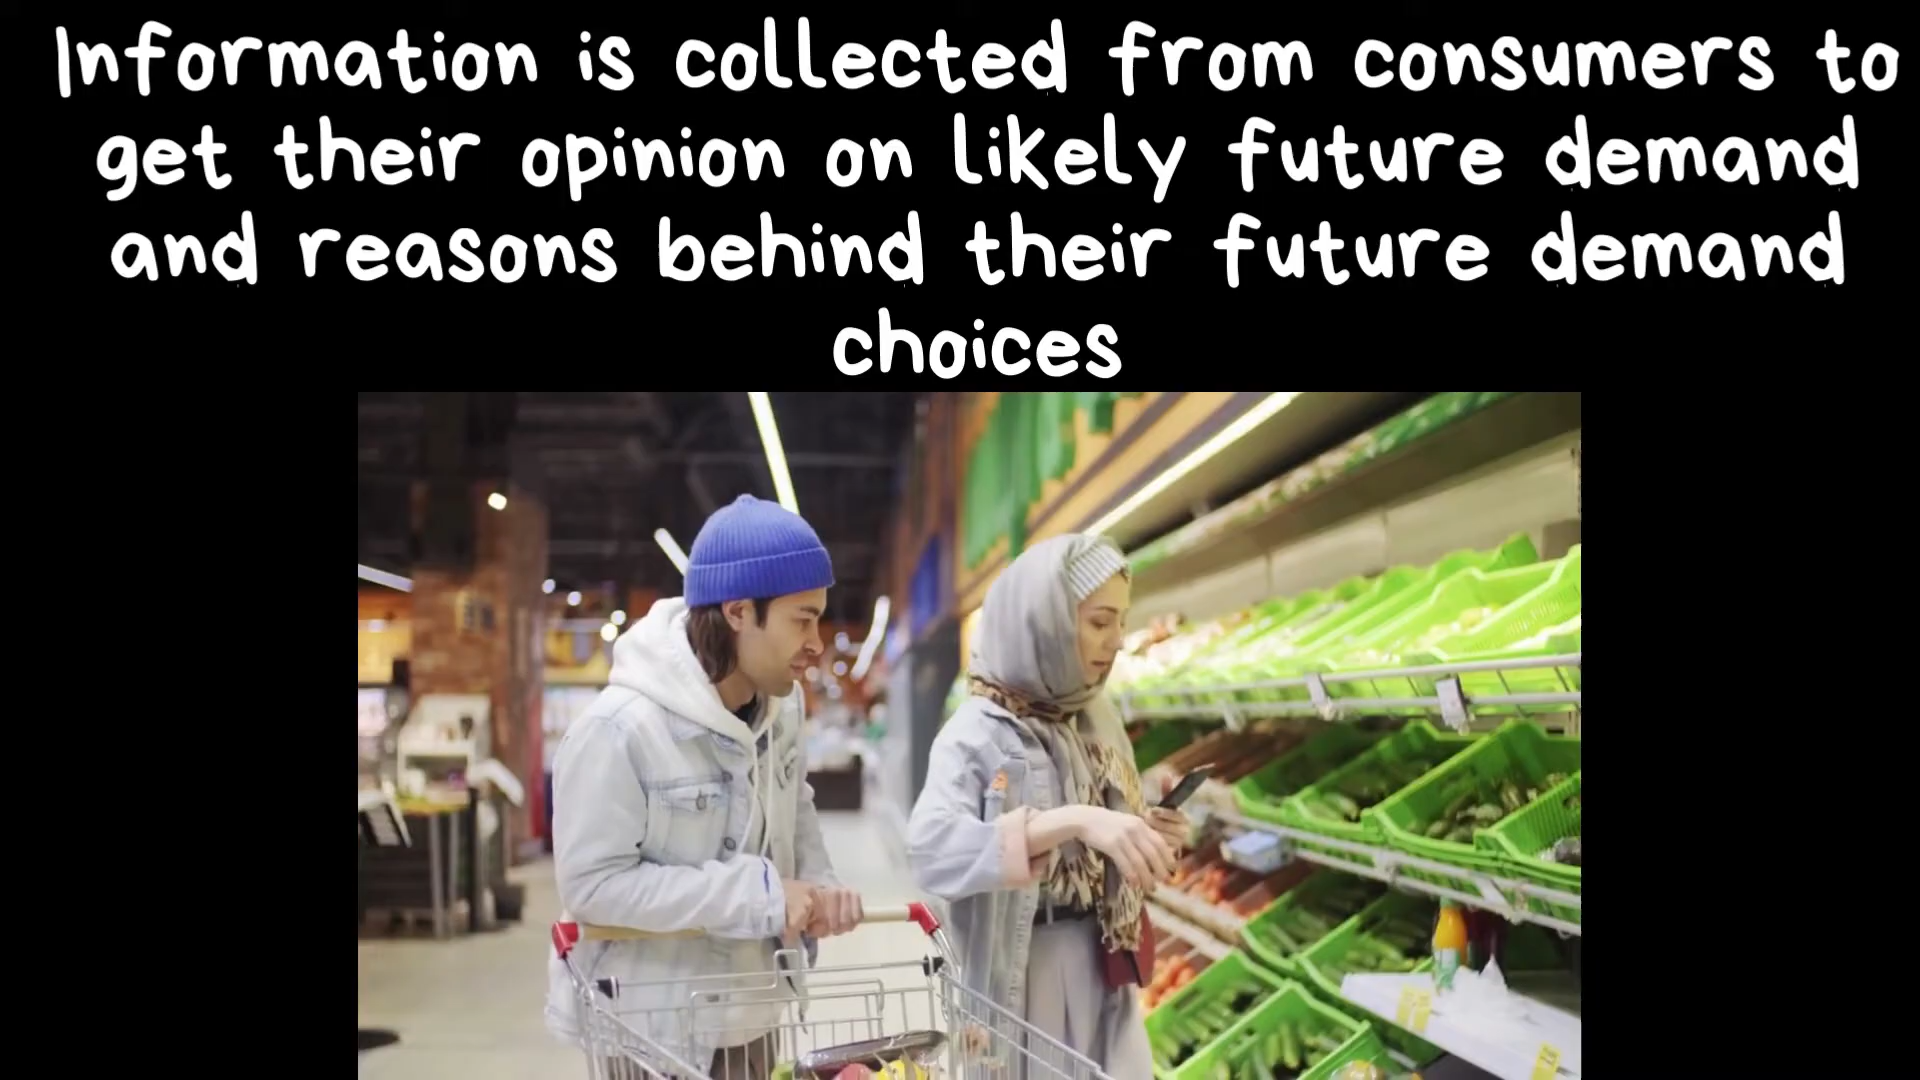 Information is collected from consumers to
get their opinion on likely future demand
and reasons behind their future demand
choices